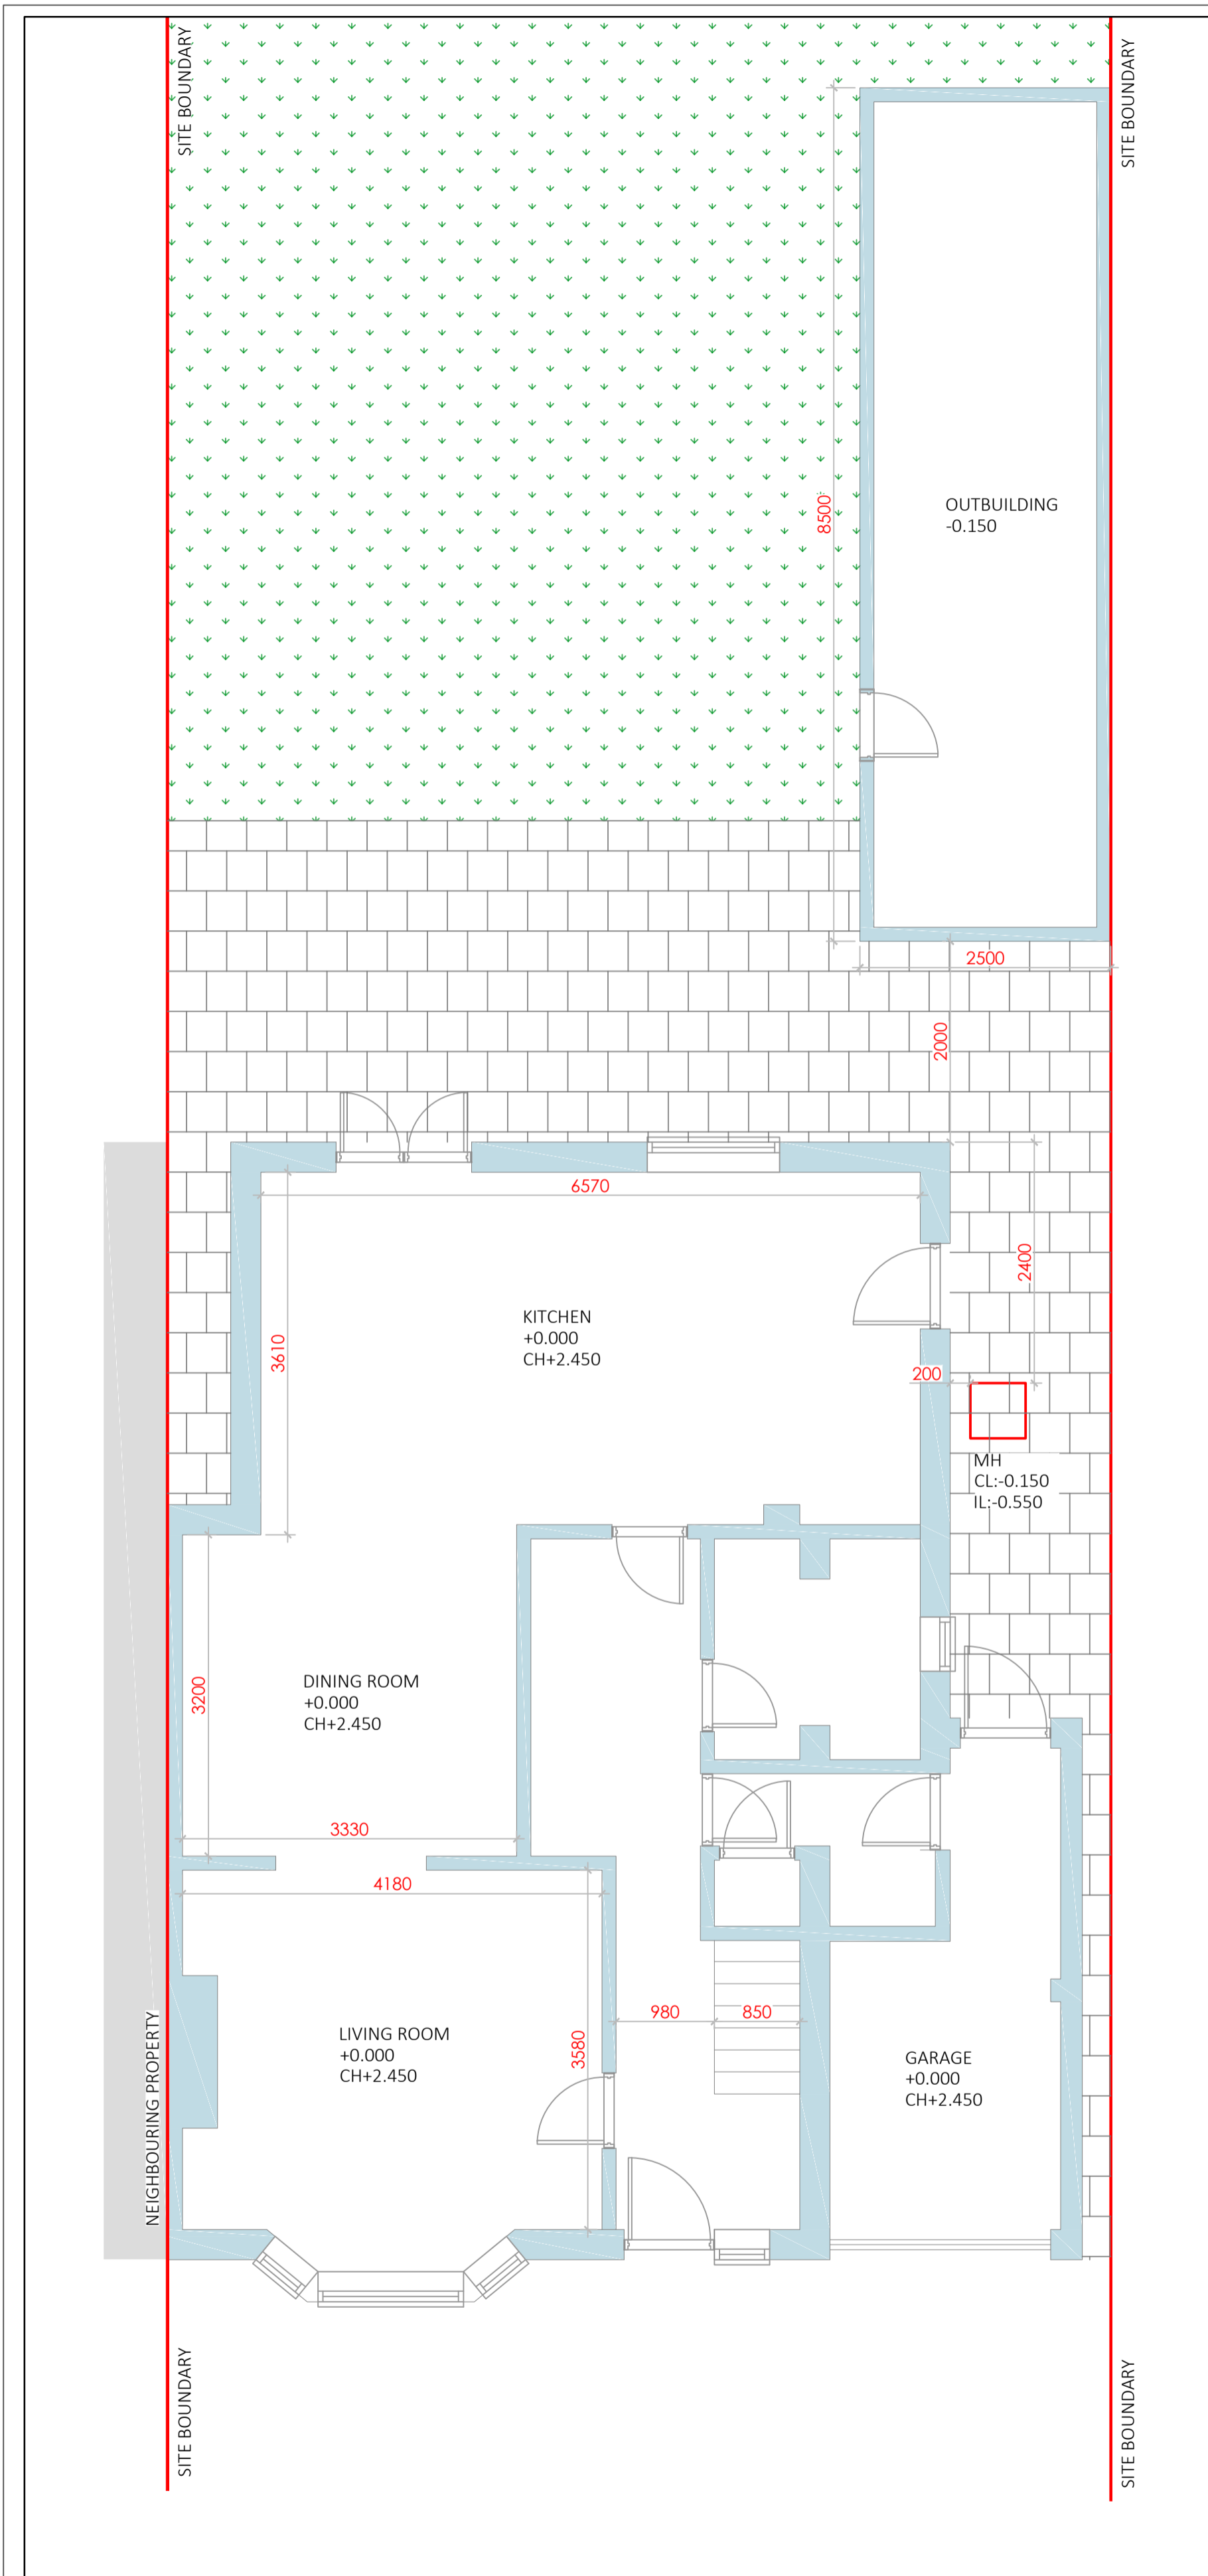 SITE BOUNDARY
SITE BOUNDARY
8500
OUTBUILDING
-0.150
2500
2000
6570
2400
3610
KITCHEN
+0.000
CH+2.450
200
MH
CL:-0.150
IL:-0.550
3200
DINING ROOM
+0.000
CH+2.450
3330
4180
NEIGHBOURING PROPERTY
LIVING ROOM
+0.000
CH+2.450
3580
980
850
GARAGE
+0.000
CH+2.450
SITE BOUNDARY
SITE BOUNDARY